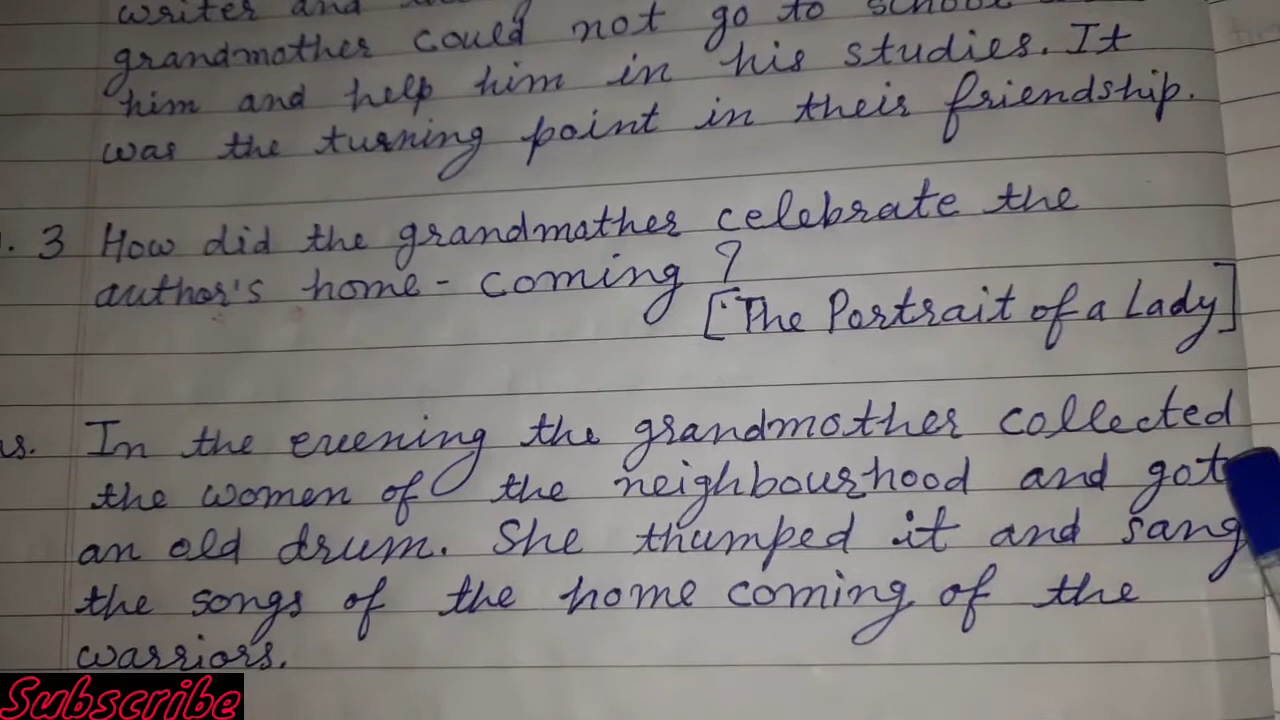 writer and
grandmother could not go to school
him and help him in his studies. It
was the turning point in their friendship.
. 3 How did the grandmother celebrate the
author's home-coming ?
["The Portrait of a Lady]
s. In the evening the grandmother collected
the women of the neighbourhood and got
an old drum. She thumped it and sang
the songs of the home coming of the
warriors.
Subscribe